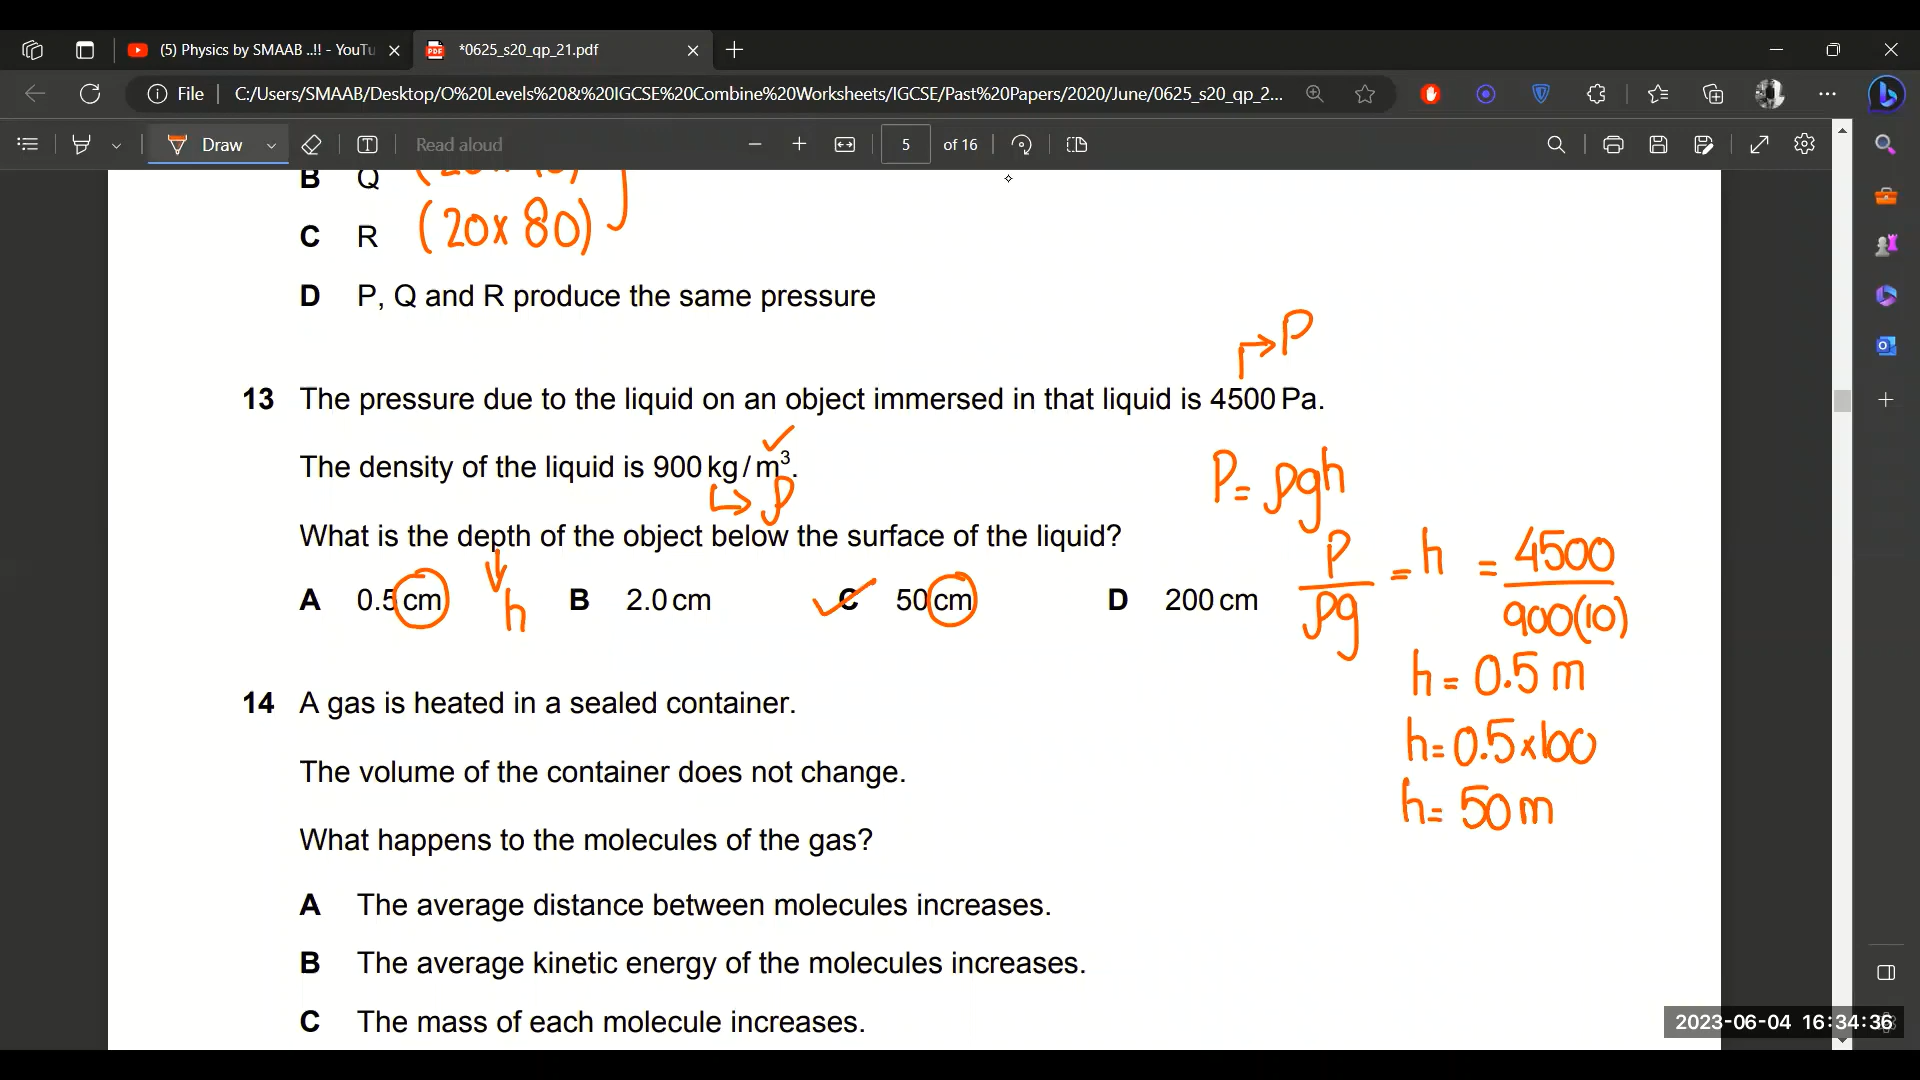 (5) Physics by SMAAB ..!! - YouTu
*0625_s20_qp_21.pdf
File
C:/Users/SMAAB/Desktop/O%20Levels%20&%20IGCSE%20Combine%20Worksheets/IGCSE/Past%20Papers/2020/June/0625_s20_qp_2...
Draw
Read aloud
5 of 16
B Q
C R (20 x 80)
D P, Q and R produce the same pressure
P
13 The pressure due to the liquid on an object immersed in that liquid is 4500 Pa.
The density of the liquid is 900 kg / m³.
ρ
P = ρgh
What is the depth of the object below the surface of the liquid?
P/ρg = h = 4500/900(10)
A 0.5 cm B 2.0 cm C 50 cm D 200 cm
h
h = 0.5 m
h = 0.5 x 100
h = 50 m
14 A gas is heated in a sealed container.
The volume of the container does not change.
What happens to the molecules of the gas?
A The average distance between molecules increases.
B The average kinetic energy of the molecules increases.
C The mass of each molecule increases.
2023-06-04 16:34:36